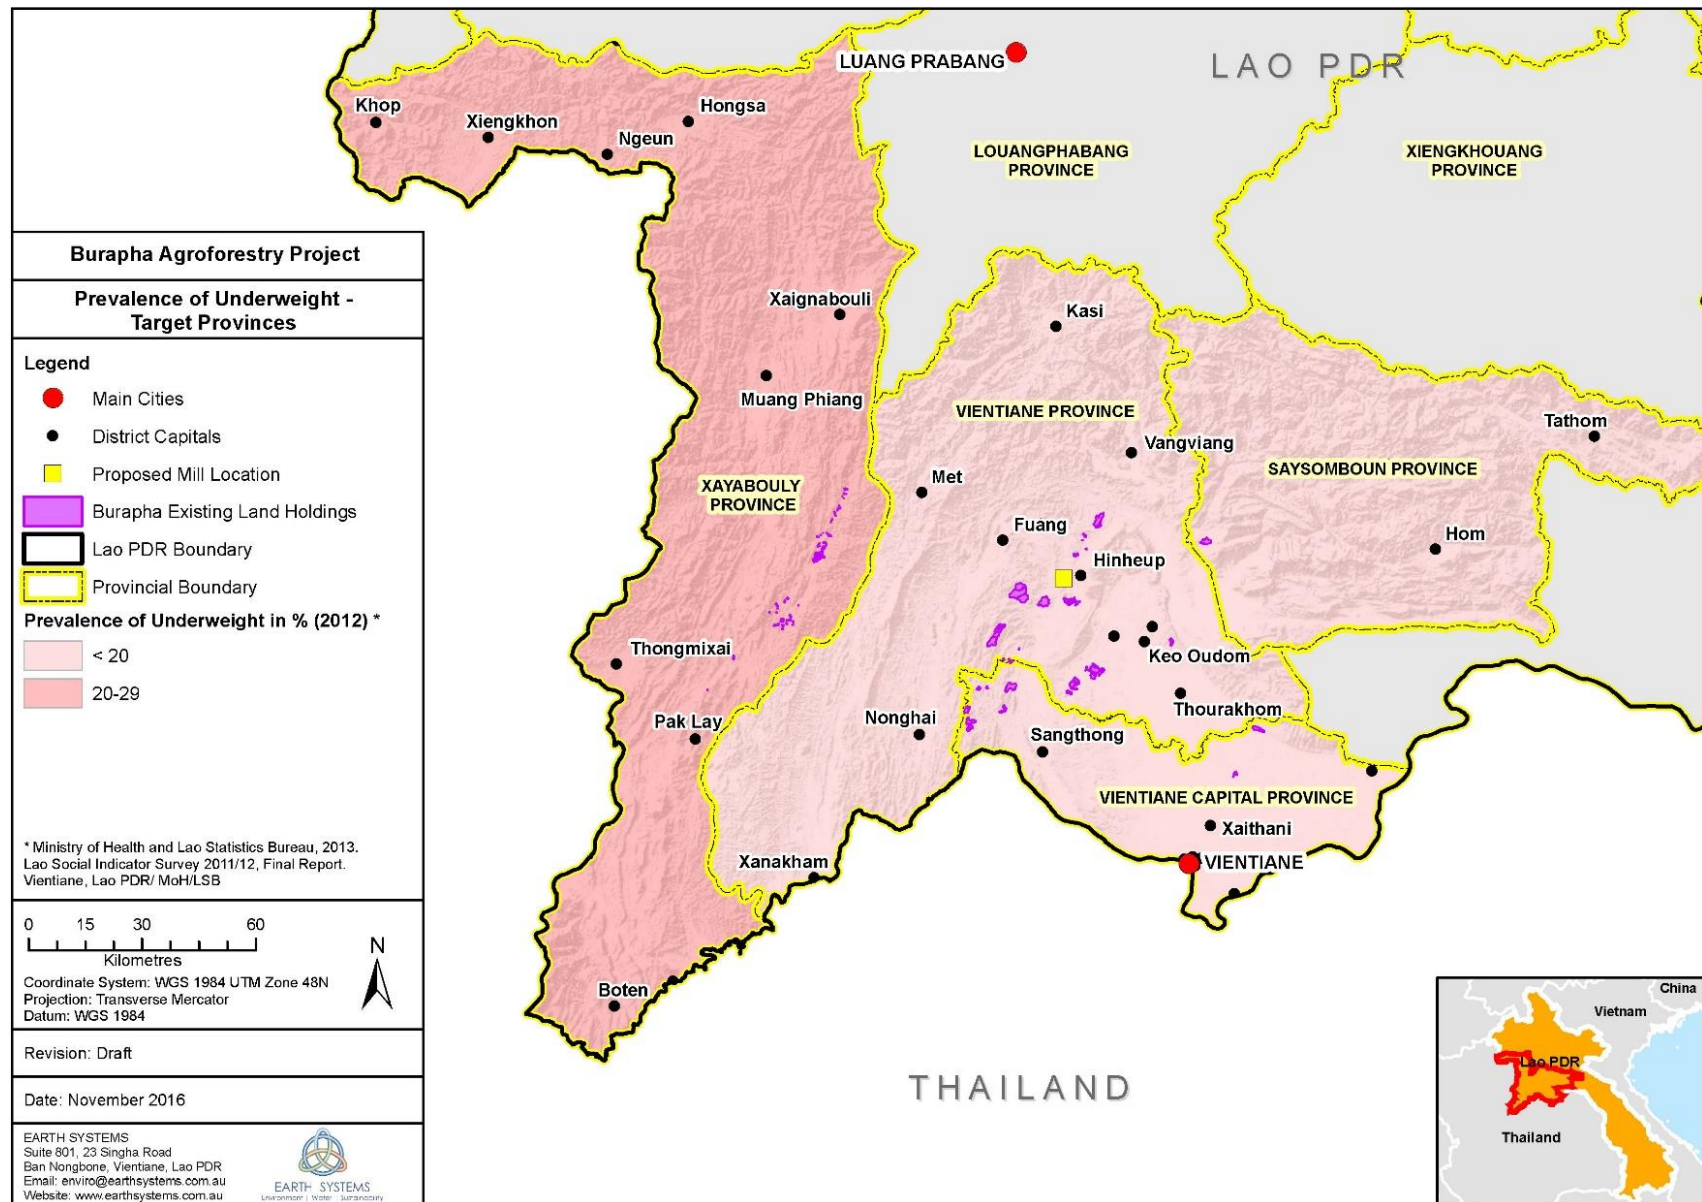 Burapha Agroforestry Project
Prevalence of Underweight -
Target Provinces
Legend
Main Cities
District Capitals
Proposed Mill Location
Burapha Existing Land Holdings
Lao PDR Boundary
Provincial Boundary
Prevalence of Underweight in % (2012) *
< 20
20-29
* Ministry of Health and Lao Statistics Bureau, 2013.
Lao Social Indicator Survey 2011/12, Final Report.
Vientiane, Lao PDR/ MoH/LSB
0 15 30 60
Kilometres
N
Coordinate System: WGS 1984 UTM Zone 48N
Projection: Transverse Mercator
Datum: WGS 1984
Revision: Draft
Date: November 2016
EARTH SYSTEMS
Suite 801, 23 Singha Road
Ban Nongbone, Vientiane, Lao PDR
Email: enviro@earthsystems.com.au
Website: www.earthsystems.com.au
EARTH SYSTEMS
Environment | Water | Sustainability
LUANG PRABANG
LAO PDR
Khop
Xiengkhon
Ngeun
Hongsa
LOUANGPHABANG
PROVINCE
XIENGKHOUANG
PROVINCE
Xaignabouli
Kasi
Muang Phiang
VIENTIANE PROVINCE
Vangviang
Tathom
SAYSOMBOUN PROVINCE
Met
XAYABOULY
PROVINCE
Fuang
Hinheup
Hom
Thongmixai
Keo Oudom
Pak Lay
Nonghai
Thourakhom
Sangthong
VIENTIANE CAPITAL PROVINCE
Xaithani
Xanakham
VIENTIANE
Boten
THAILAND
China
Vietnam
Lao PDR
Thailand